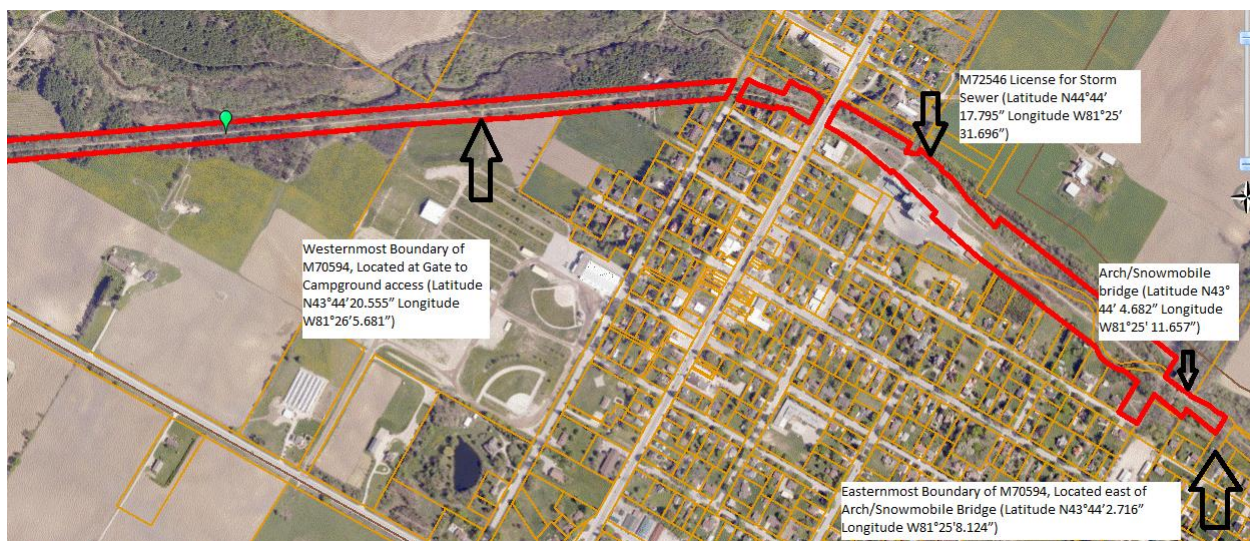 M72546 License for Storm
Sewer (Latitude N44°44’
17.795” Longitude W81°25’
31.696”)
Westernmost Boundary of
M70594, Located at Gate to
Campground access (Latitude
N43°44’20.555” Longitude
W81°26’5.681”)
Arch/Snowmobile
bridge (Latitude N43°
44’ 4.682” Longitude
W81°25' 11.657”)
Easternmost Boundary of M70594, Located east of
Arch/Snowmobile Bridge (Latitude N43°44’2.716”
Longitude W81°25'8.124”)